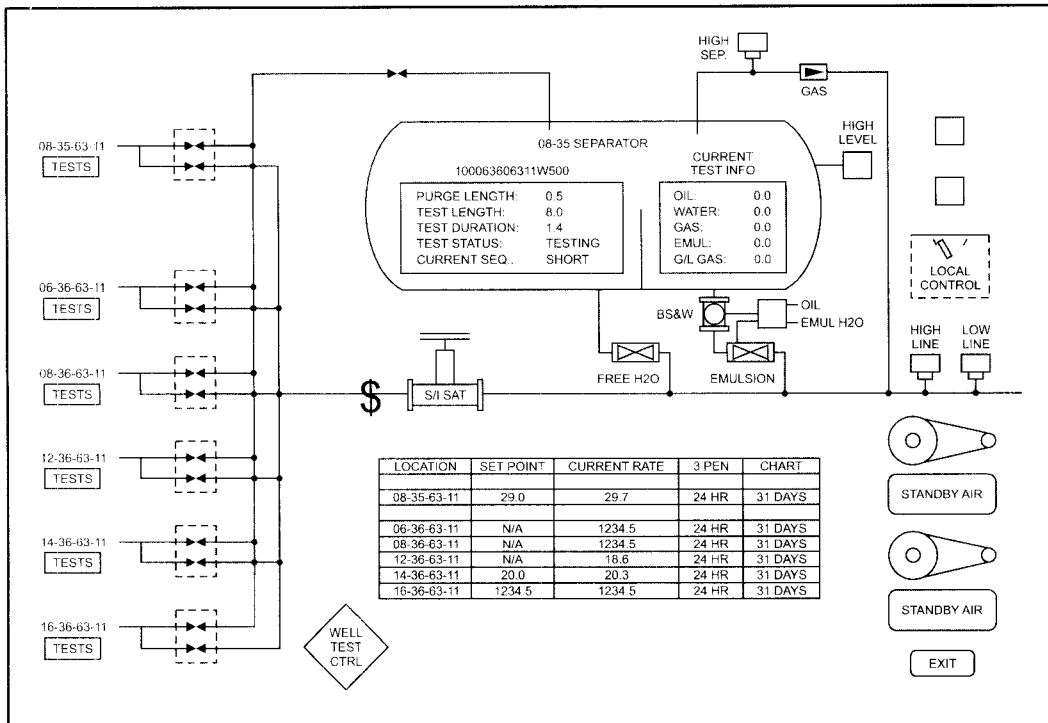 HIGH
SEP.
GAS
08-35-63-11
TESTS
08-35 SEPARATOR
HIGH
LEVEL
100063606311W500
CURRENT
TEST INFO
PURGE LENGTH: 0.5
TEST LENGTH: 8.0
TEST DURATION: 1.4
TEST STATUS: TESTING
CURRENT SEQ.. SHORT
OIL: 0.0
WATER: 0.0
GAS: 0.0
EMUL: 0.0
G/L GAS: 0.0
LOCAL
CONTROL
06-36-63-11
TESTS
BS&W
OIL
EMUL H2O
HIGH
LINE
LOW
LINE
08-36-63-11
TESTS
FREE H2O
EMULSION
$
S/I SAT
12-36-63-11
TESTS
LOCATION SET POINT CURRENT RATE 3 PEN CHART
08-35-63-11 29.0 29.7 24 HR 31 DAYS
06-36-63-11 N/A 1234.5 24 HR 31 DAYS
08-36-63-11 N/A 1234.5 24 HR 31 DAYS
12-36-63-11 N/A 18.6 24 HR 31 DAYS
14-36-63-11 20.0 20.3 24 HR 31 DAYS
16-36-63-11 1234.5 1234.5 24 HR 31 DAYS
STANDBY AIR
14-36-63-11
TESTS
STANDBY AIR
16-36-63-11
TESTS
WELL
TEST
CTRL
EXIT